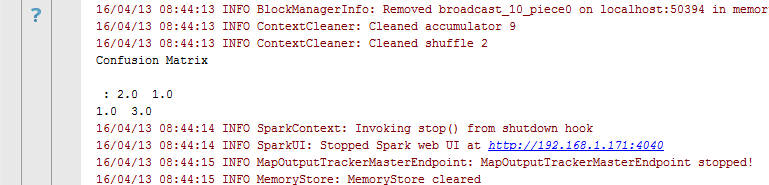 ?
16/04/13 08:44:13 INFO BlockManagerInfo: Removed broadcast_10_piece0 on localhost:50394 in memor
16/04/13 08:44:13 INFO ContextCleaner: Cleaned accumulator 9
16/04/13 08:44:13 INFO ContextCleaner: Cleaned shuffle 2
Confusion Matrix
: 2.0 1.0
1.0 3.0
16/04/13 08:44:14 INFO SparkContext: Invoking stop() from shutdown hook
16/04/13 08:44:14 INFO SparkUI: Stopped Spark web UI at http://192.168.1.171:4040
16/04/13 08:44:15 INFO MapOutputTrackerMasterEndpoint: MapOutputTrackerMasterEndpoint stopped!
16/04/13 08:44:15 INFO MemoryStore: MemoryStore cleared